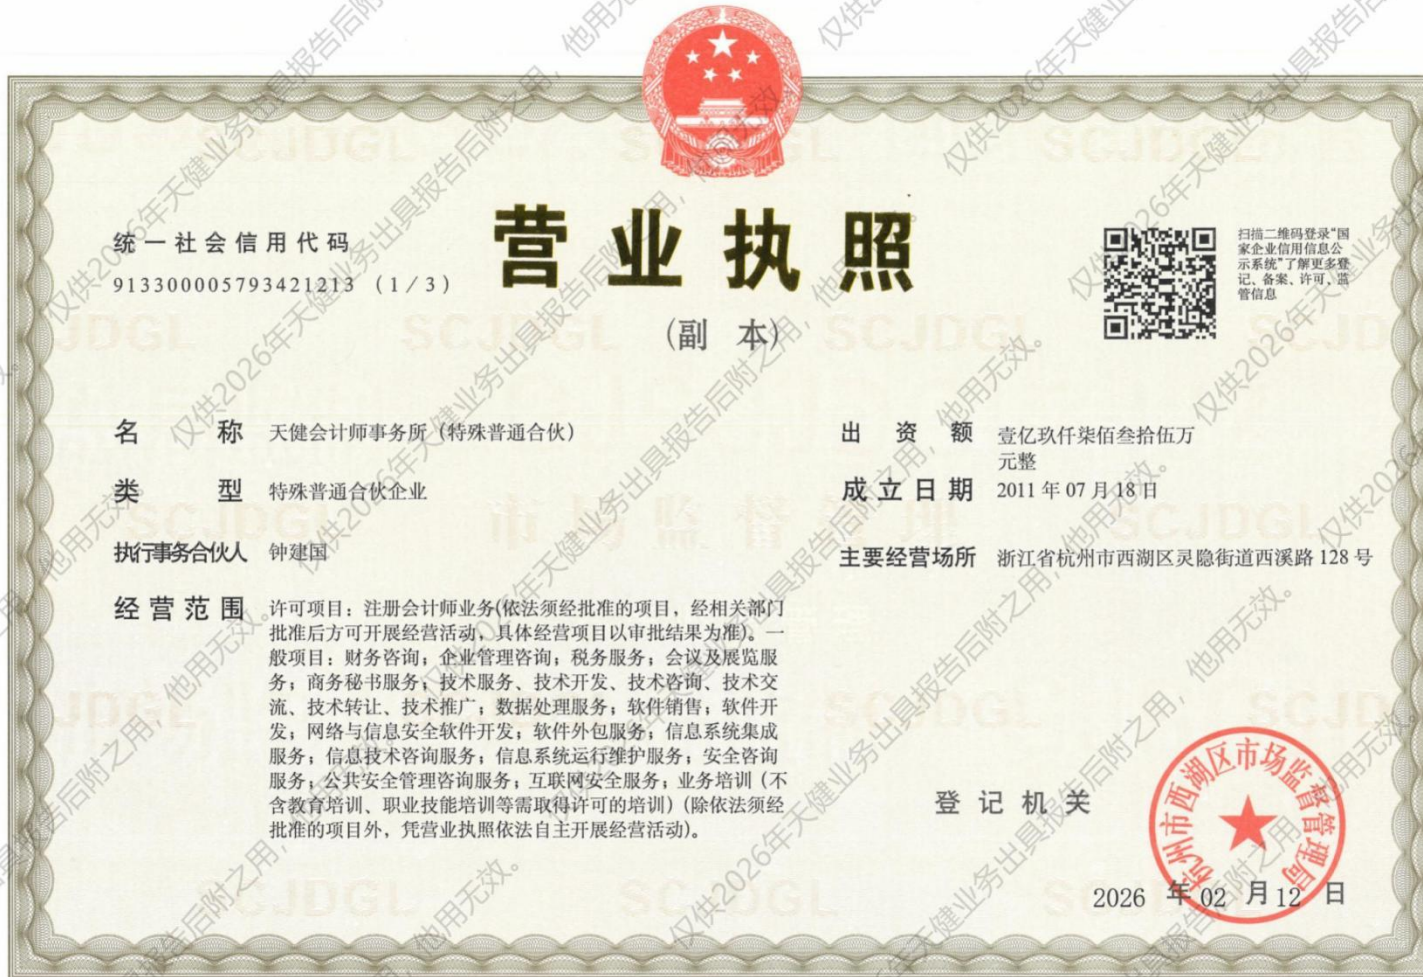 营业执照
(副 本)
统一社会信用代码
913300005793421213 (1/3)
扫描二维码登录“国
家企业信用信息公
示系统”了解更多登
记、备案、许可、监
管信息
名 称 天健会计师事务所（特殊普通合伙）
类 型 特殊普通合伙企业
执行事务合伙人 钟建国
经营范围 许可项目：注册会计师业务(依法须经批准的项目，经相关部门
批准后方可开展经营活动，具体经营项目以审批结果为准)。一
般项目：财务咨询；企业管理咨询；税务服务；会议及展览服
务；商务秘书服务；技术服务、技术开发、技术咨询、技术交
流、技术转让、技术推广；数据处理服务；软件销售；软件开
发；网络与信息安全软件开发；软件外包服务；信息系统集成
服务；信息技术咨询服务；信息系统运行维护服务；安全咨询
服务；公共安全管理咨询服务；互联网安全服务；业务培训（不
含教育培训、职业技能培训等需取得许可的培训）(除依法须经
批准的项目外，凭营业执照依法自主开展经营活动)。
出 资 额 壹亿玖仟柒佰叁拾伍万
元整
成立日期 2011 年 07 月 18 日
主要经营场所 浙江省杭州市西湖区灵隐街道西溪路 128 号
登记机关
杭州市西湖区市场监督管理局
2026 年 02 月 12 日
SCJDGL
市场监督管理
仅供2026年天健业务出具报告后附之用，他用无效。